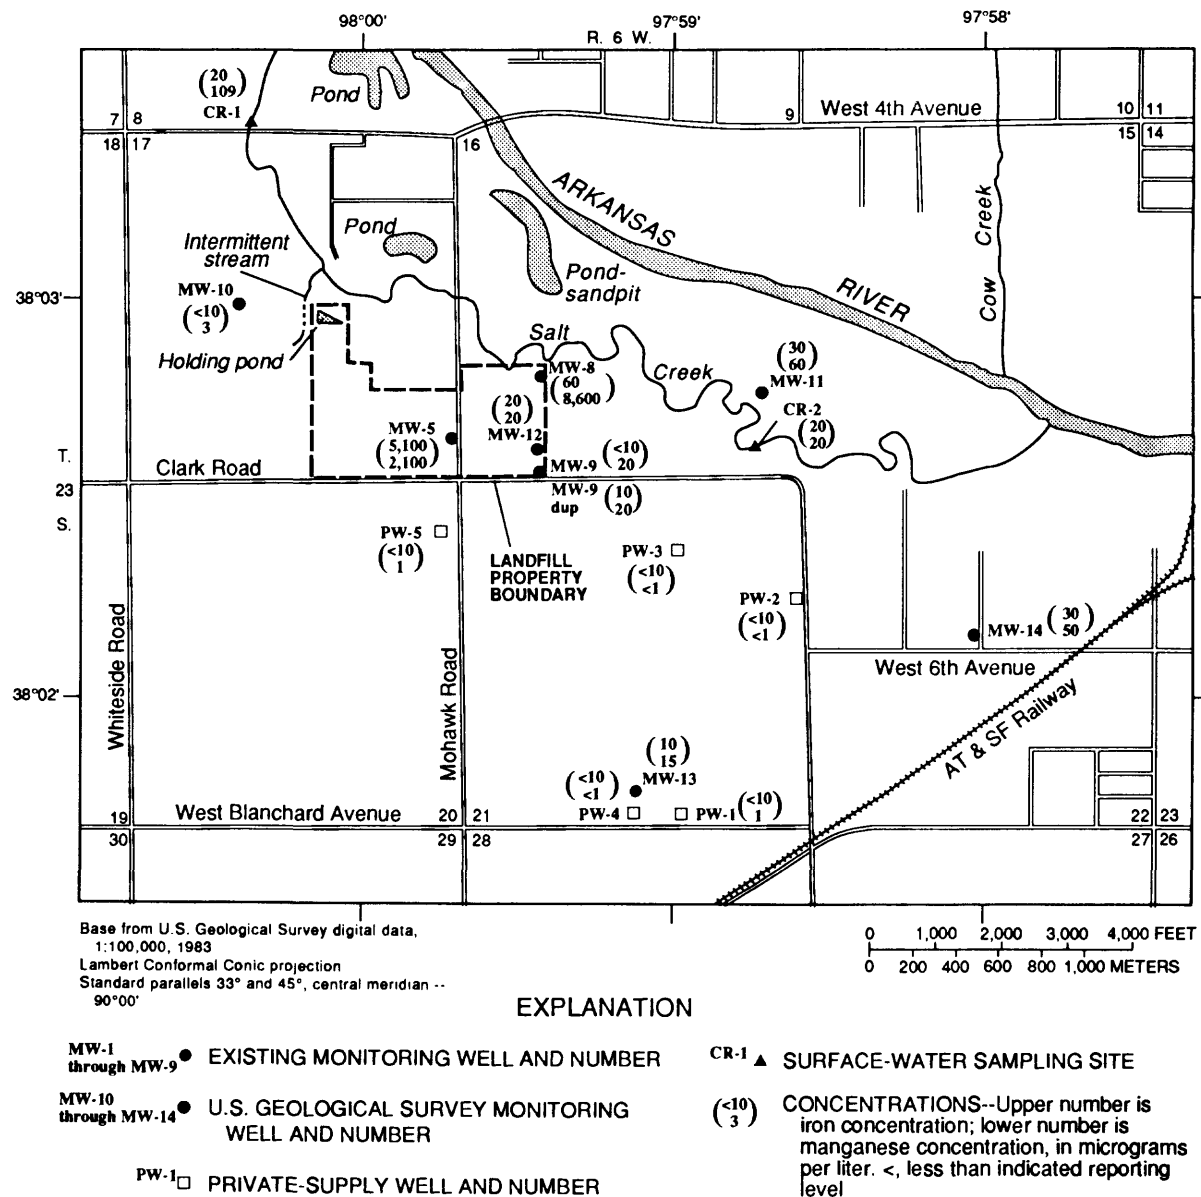 98°00'
97°59'
97°58'
R. 6 W.
(20
109)
CR-1
Pond
West 4th Avenue
7 8
18 17
16
9
10 11
15 14
ARKANSAS
RIVER
Cow Creek
Pond
Intermittent
stream
Pond-
sandpit
38°03'
MW-10
(<10
3)
Holding pond
Salt
Creek
MW-8
(60
8,600)
(30
60)
MW-11
(20
20)
MW-12
CR-2
(20
20)
MW-5
(5,100
2,100)
MW-9 (<10
20)
MW-9
dup
(10
20)
Clark Road
T.
23
S.
PW-5
(<10
1)
LANDFILL
PROPERTY
BOUNDARY
PW-3
(<10
<1)
PW-2
(<10
<1)
MW-14 (30
50)
West 6th Avenue
38°02'
Whiteside Road
Mohawk Road
AT & SF Railway
(10
15)
MW-13
(<10
<1)
PW-4
PW-1 (<10
1)
West Blanchard Avenue
19
30
20 21
29 28
22 23
27 26
Base from U.S. Geological Survey digital data,
1:100,000, 1983
Lambert Conformal Conic projection
Standard parallels 33° and 45°, central meridian --
90°00'
0 1,000 2,000 3,000 4,000 FEET
0 200 400 600 800 1,000 METERS
EXPLANATION
MW-1
through MW-9
EXISTING MONITORING WELL AND NUMBER
MW-10
through MW-14
U.S. GEOLOGICAL SURVEY MONITORING
WELL AND NUMBER
PW-1
PRIVATE-SUPPLY WELL AND NUMBER
CR-1
SURFACE-WATER SAMPLING SITE
(<10
3)
CONCENTRATIONS--Upper number is
iron concentration; lower number is
manganese concentration, in micrograms
per liter. <, less than indicated reporting
level